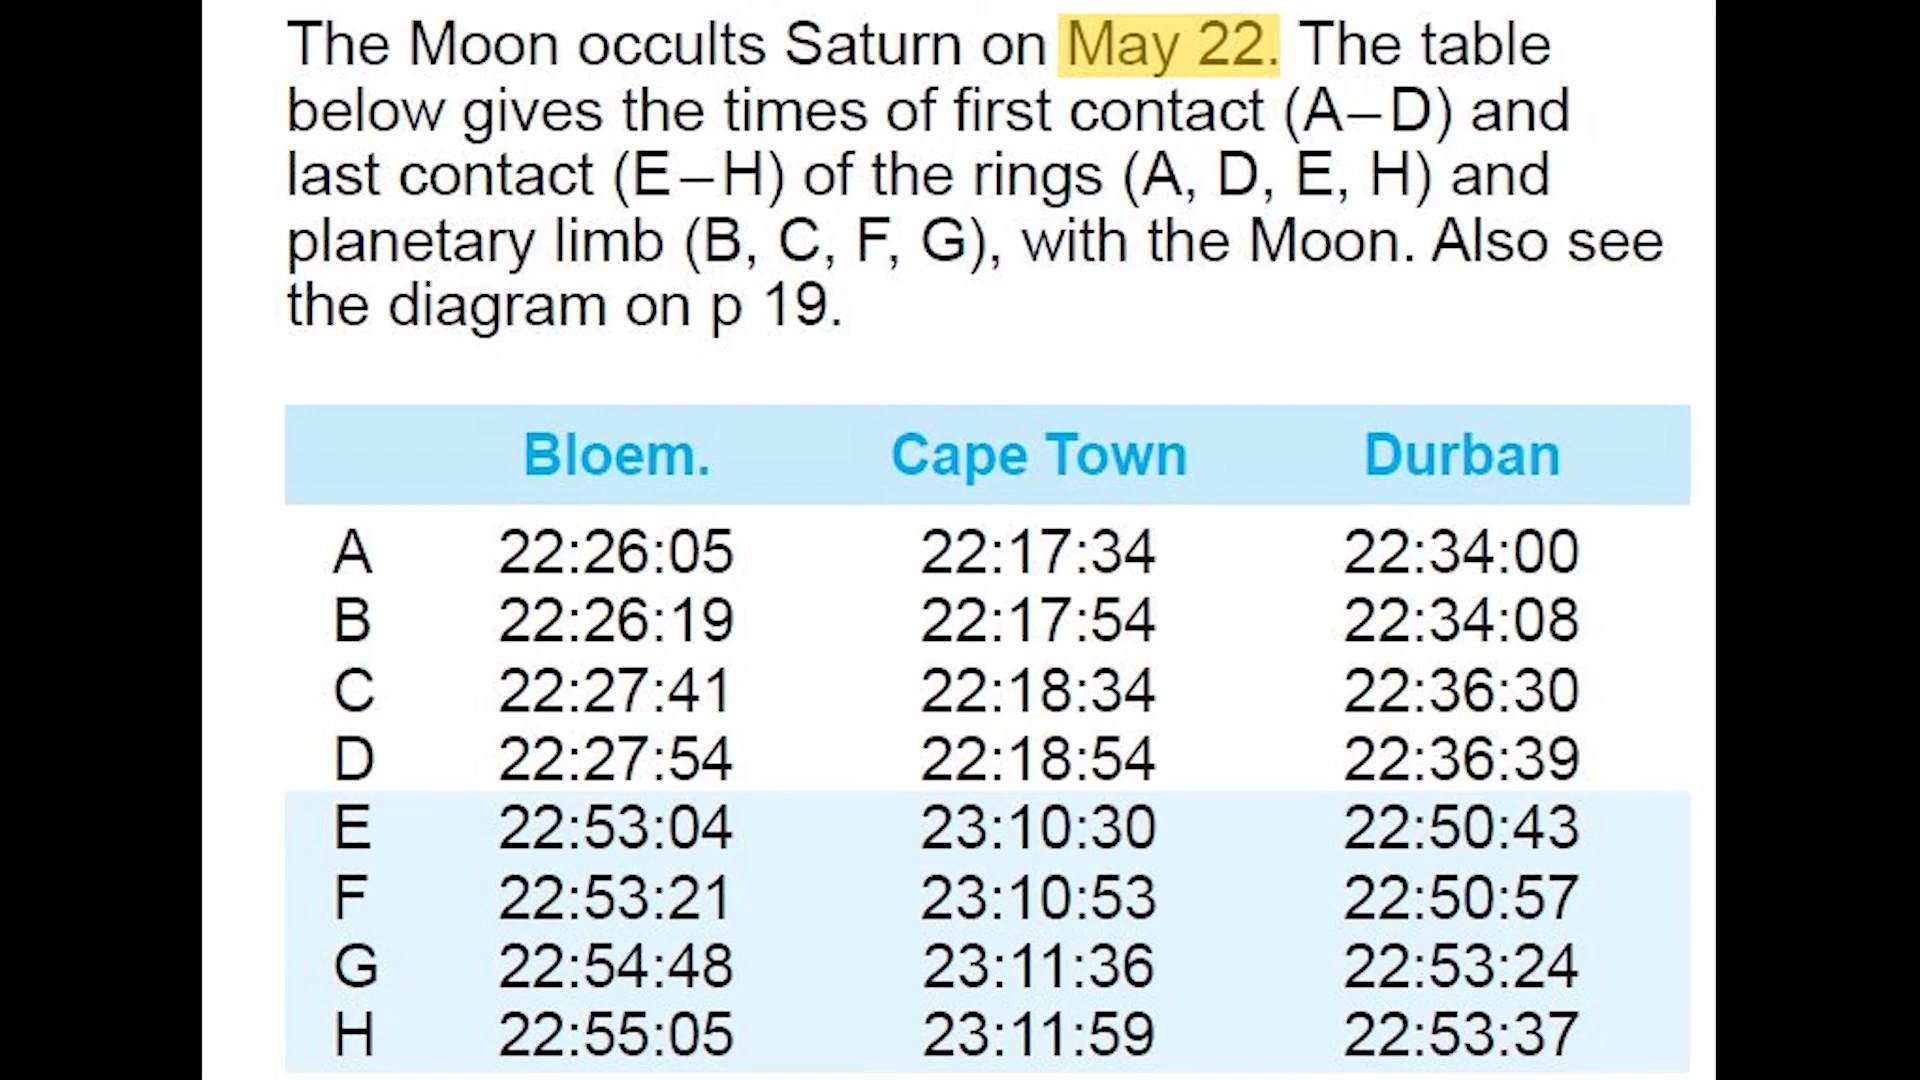 The Moon occults Saturn on May 22. The table
below gives the times of first contact (A–D) and
last contact (E–H) of the rings (A, D, E, H) and
planetary limb (B, C, F, G), with the Moon. Also see
the diagram on p 19.
Bloem. Cape Town Durban
A 22:26:05 22:17:34 22:34:00
B 22:26:19 22:17:54 22:34:08
C 22:27:41 22:18:34 22:36:30
D 22:27:54 22:18:54 22:36:39
E 22:53:04 23:10:30 22:50:43
F 22:53:21 23:10:53 22:50:57
G 22:54:48 23:11:36 22:53:24
H 22:55:05 23:11:59 22:53:37